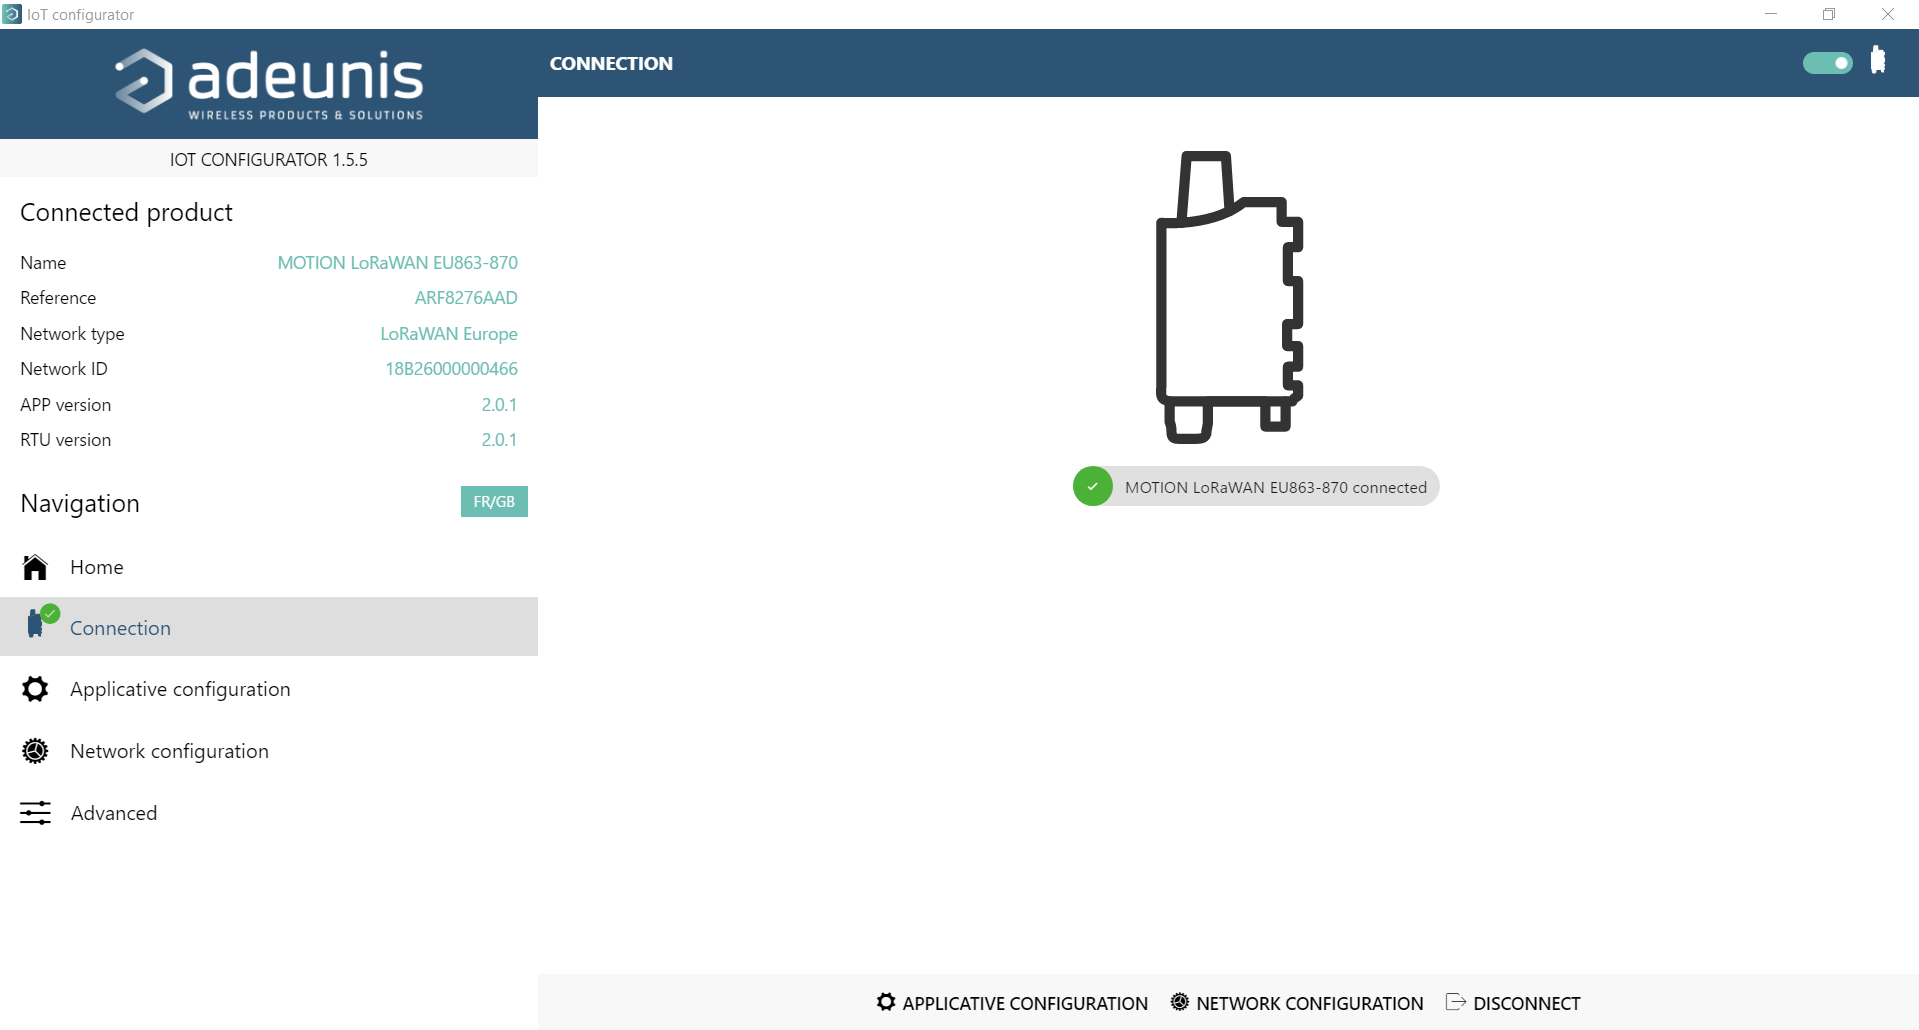 IoT configurator
adeunis
WIRELESS PRODUCTS & SOLUTIONS
IOT CONFIGURATOR 1.5.5
Connected product
Name MOTION LoRaWAN EU863-870
Reference ARF8276AAD
Network type LoRaWAN Europe
Network ID 18B26000000466
APP version 2.0.1
RTU version 2.0.1
Navigation FR/GB
Home
Connection
Applicative configuration
Network configuration
Advanced
CONNECTION
MOTION LoRaWAN EU863-870 connected
APPLICATIVE CONFIGURATION NETWORK CONFIGURATION DISCONNECT